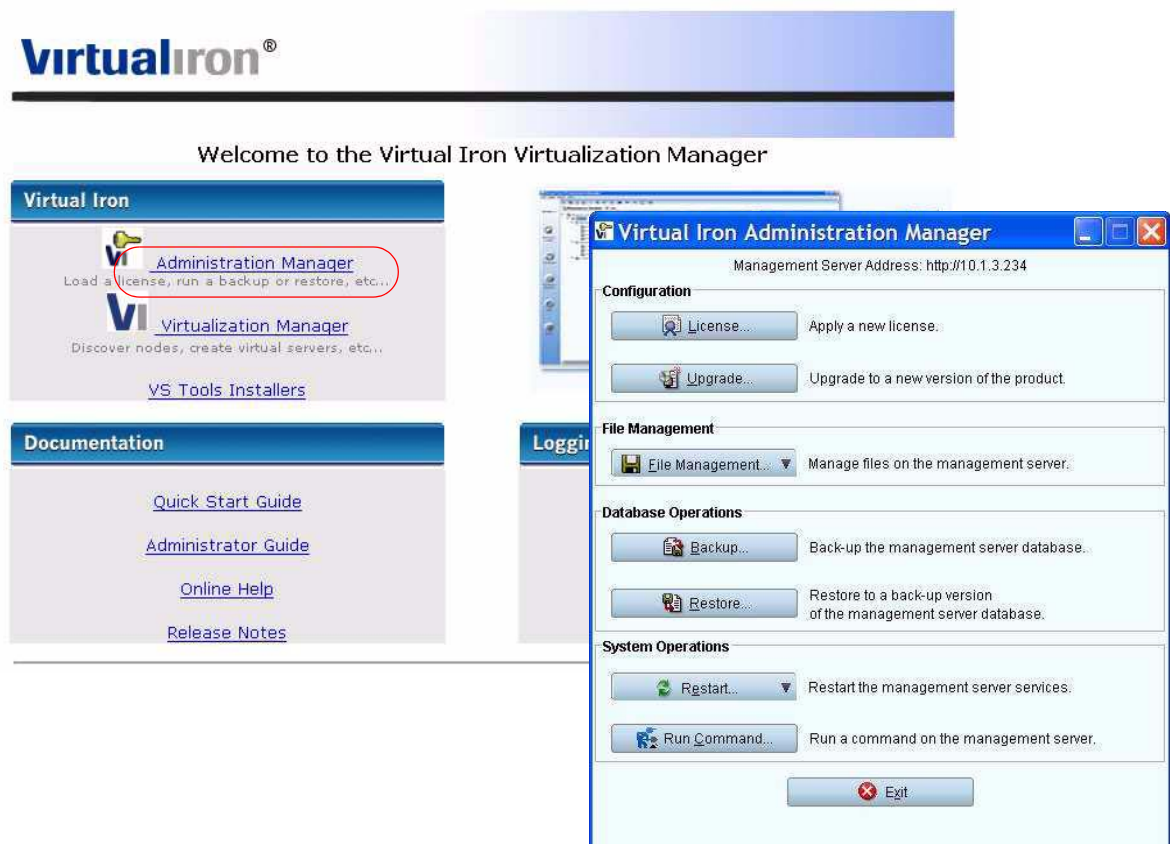 Virtualiron®
Welcome to the Virtual Iron Virtualization Manager
Virtual Iron
VI
Administration Manager
Load a license, run a backup or restore, etc...
VI
Virtualization Manager
Discover nodes, create virtual servers, etc...
VS Tools Installers
Documentation
Quick Start Guide
Administrator Guide
Online Help
Release Notes
Virtual Iron Administration Manager
Management Server Address: http://10.1.3.234
Configuration
License... Apply a new license.
Upgrade... Upgrade to a new version of the product.
File Management
File Management... Manage files on the management server.
Database Operations
Backup... Back-up the management server database.
Restore... Restore to a back-up version
of the management server database.
System Operations
Restart... Restart the management server services.
Run Command... Run a command on the management server.
Exit